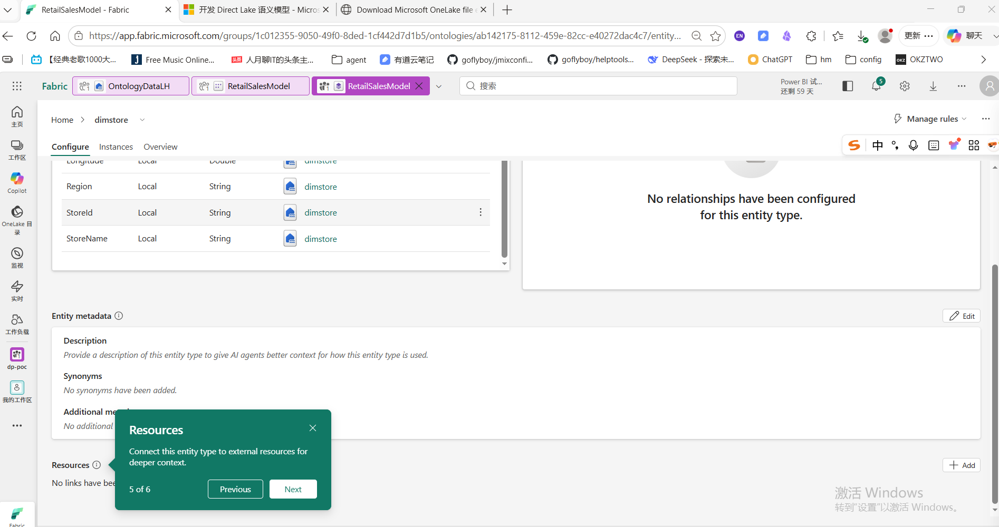 RetailSalesModel - Fabric
开发 Direct Lake 语义模型 - Micros
Download Microsoft OneLake file e
https://app.fabric.microsoft.com/groups/1c012355-9050-49f0-8ded-1cf442d7d1b5/ontologies/ab142175-8112-459e-82cc-e40272dac4c7/entity...
EN
更新
聊天
【经典老歌1000大...
Free Music Online...
头条
人月聊IT的头条主...
agent
有道云笔记
goflyboy/jmixconfi...
goflyboy/helptools...
DeepSeek - 探索未...
ChatGPT
hm
config
OKZ
OKZTWO
Fabric
OntologyDataLH
RetailSalesModel
RetailSalesModel
搜索
Power BI 试...
还剩 59 天
5
主页
工作区
Copilot
OneLake 目
录
监视
实时
工作负载
dp-poc
我的工作区
Fabric
Home
dimstore
Manage rules
Configure
Instances
Overview
中
Longitude
Local
Double
dimstore
Region
Local
String
dimstore
StoreId
Local
String
dimstore
StoreName
Local
String
dimstore
No relationships have been configured
for this entity type.
Entity metadata
Edit
Description
Provide a description of this entity type to give AI agents better context for how this entity type is used.
Synonyms
No synonyms have been added.
Additional me
No additional
Resources
Connect this entity type to external resources for
deeper context.
5 of 6
Previous
Next
Resources
Add
No links have bee
激活 Windows
转到"设置"以激活 Windows。